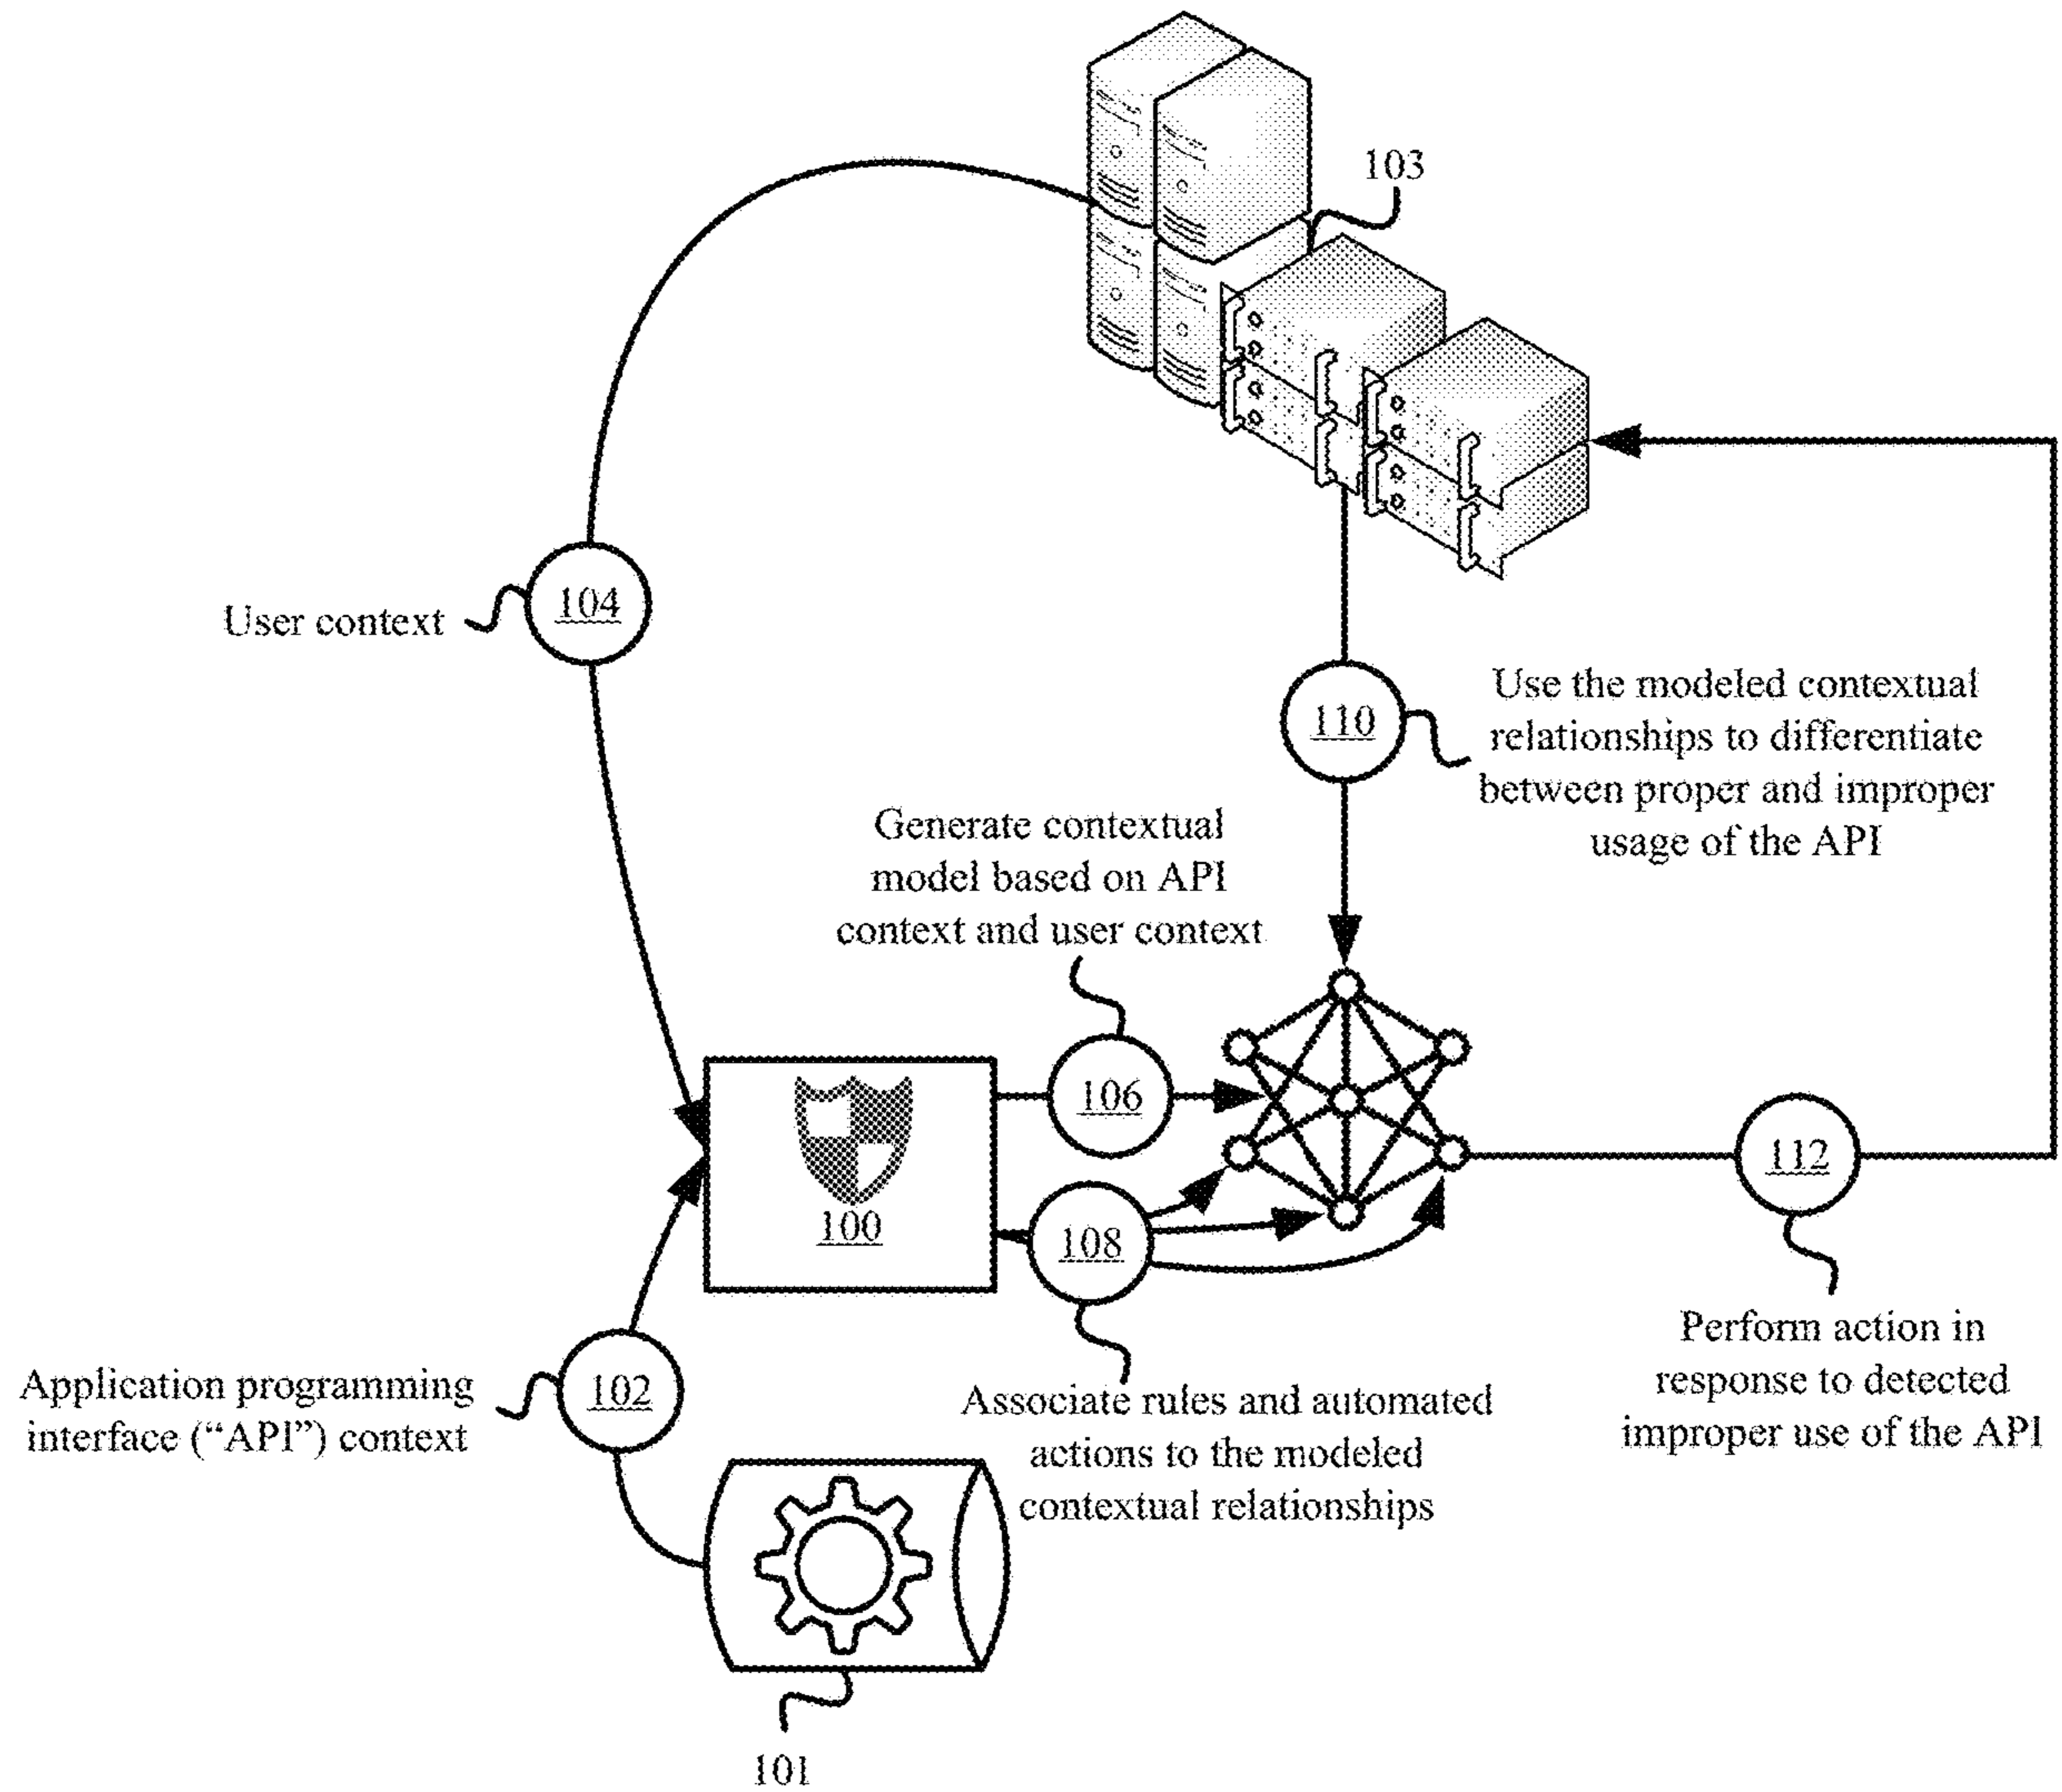 103
User context
104
110
Use the modeled contextual
relationships to differentiate
between proper and improper
usage of the API
Generate contextual
model based on API
context and user context
100
106
108
112
Application programming
interface (“API”) context
102
Associate rules and automated
actions to the modeled
contextual relationships
Perform action in
response to detected
improper use of the API
101